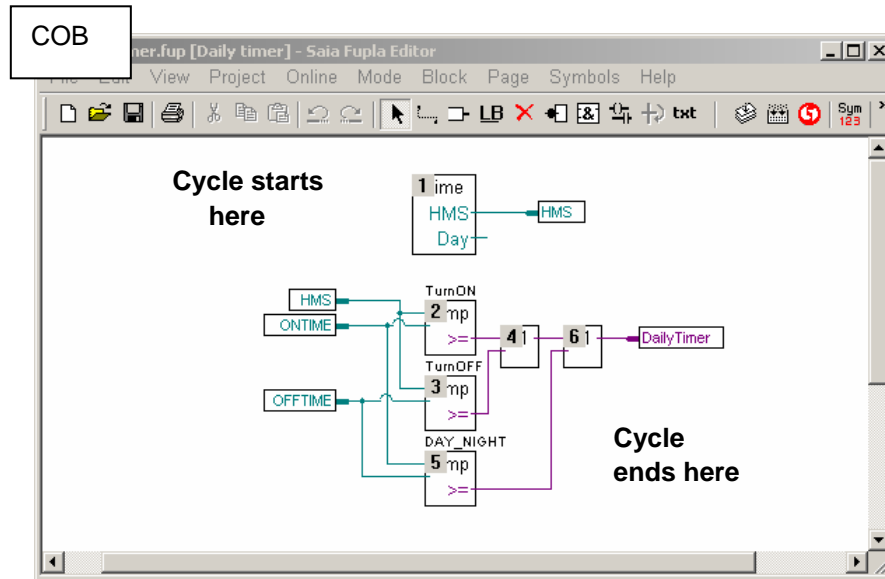 COB
mer.fup [Daily timer] - Saia Fupla Editor
View Project Online Mode Block Page Symbols Help
LB & txt Sym
123
Cycle starts
here
1 ime
HMS HMS
Day
TurnON
HMS
2 mp
ONTIME
>= 4 1 6 1 DailyTimer
TurnOFF
3 mp
OFFTIME
>=
DAY_NIGHT
5 mp
>=
Cycle
ends here